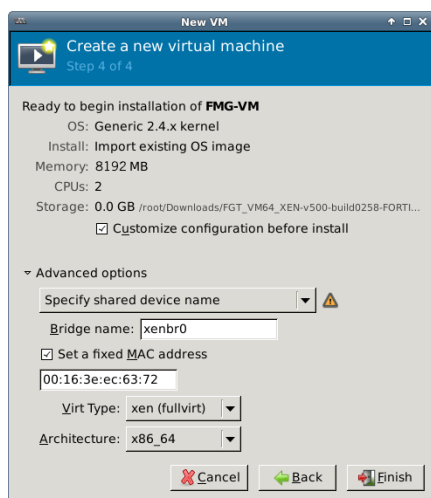 New VM
Create a new virtual machine
Step 4 of 4
Ready to begin installation of FMG-VM
OS: Generic 2.4.x kernel
Install: Import existing OS image
Memory: 8192 MB
CPUs: 2
Storage: 0.0 GB /root/Downloads/FGT_VM64_XEN-v500-build0258-FORTI...
Customize configuration before install
Advanced options
Specify shared device name
Bridge name: xenbr0
Set a fixed MAC address
00:16:3e:ec:63:72
Virt Type: xen (fullvirt)
Architecture: x86_64
Cancel Back Finish